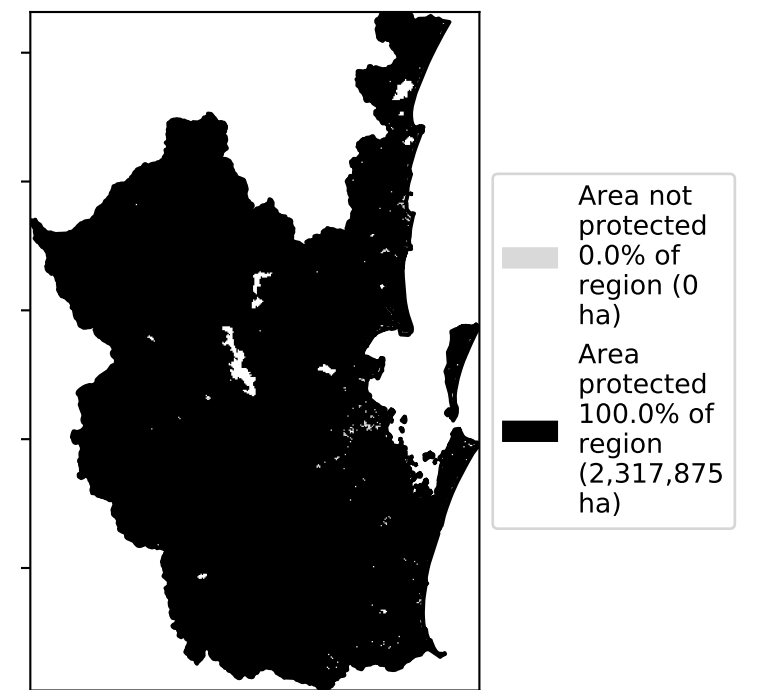 Area not
protected
0.0% of
region (0
ha)
Area
protected
100.0% of
region
(2,317,875
ha)